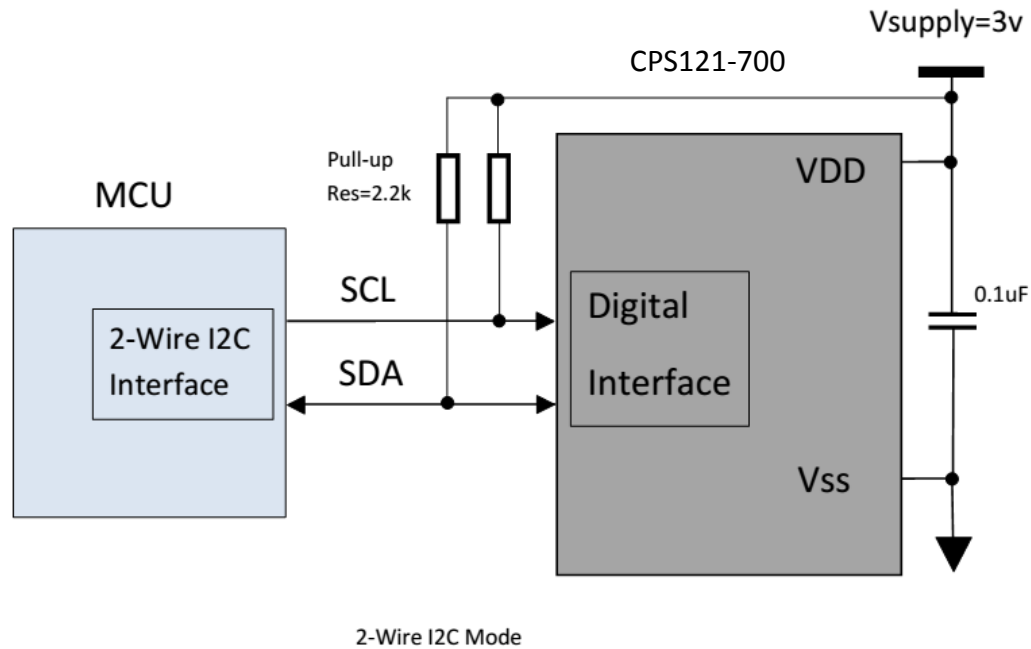 Vsupply=3v
CPS121-700
Pull-up
Res=2.2k
MCU
VDD
SCL
2-Wire I2C
Interface
SDA
Digital
Interface
0.1uF
Vss
2-Wire I2C Mode